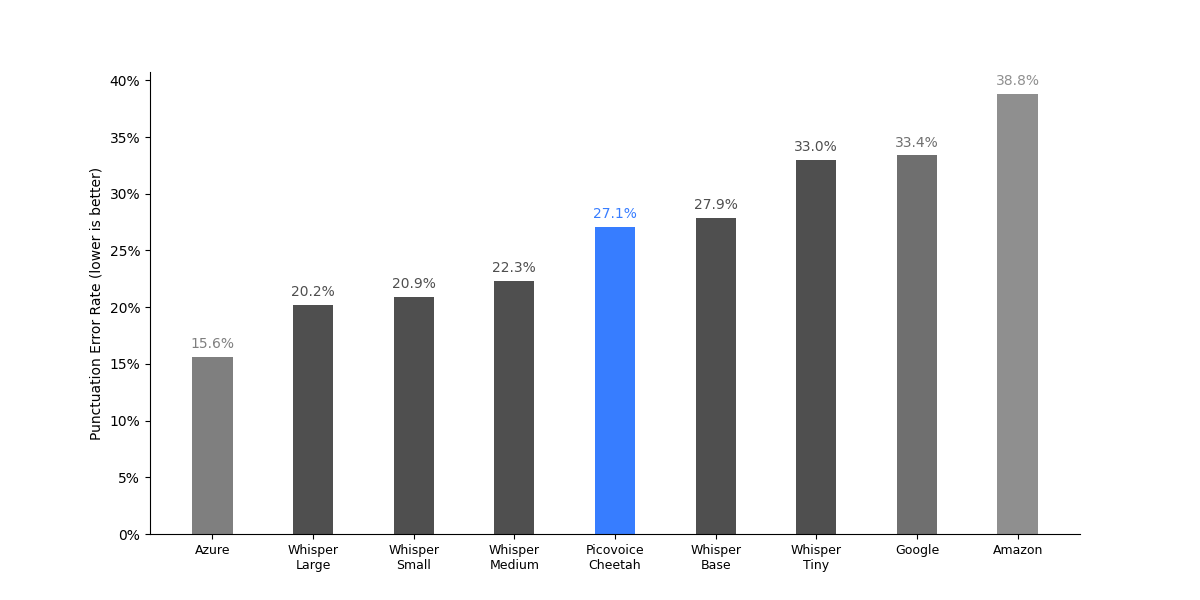 Punctuation Error Rate (lower is better)
40%
35%
30%
25%
20%
15%
10%
5%
0%
15.6%
20.2%
20.9%
22.3%
27.1%
27.9%
33.0%
33.4%
38.8%
Azure
Whisper
Large
Whisper
Small
Whisper
Medium
Picovoice
Cheetah
Whisper
Base
Whisper
Tiny
Google
Amazon